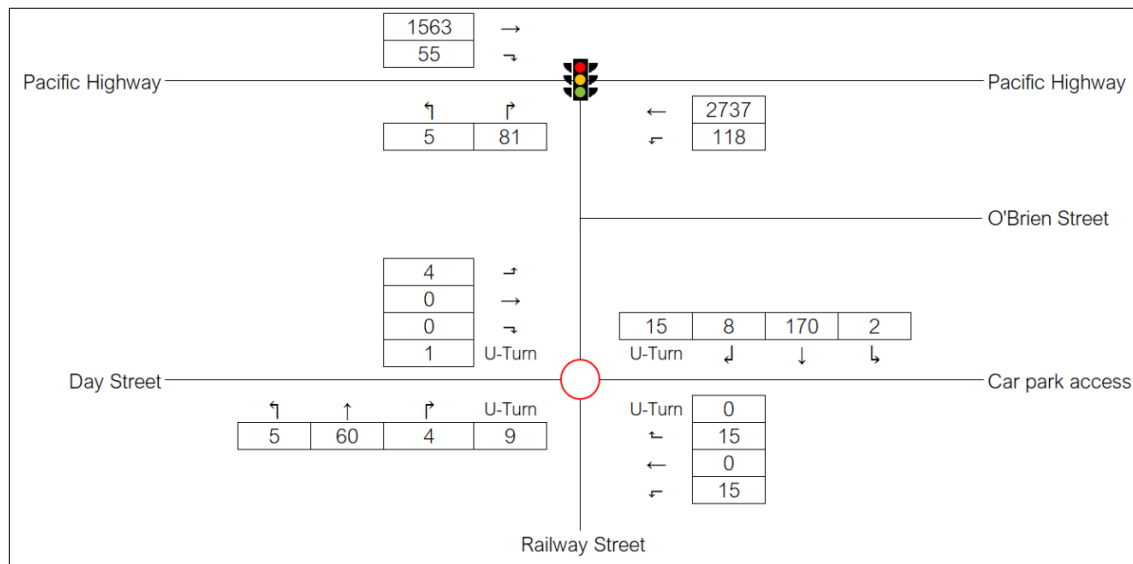 1563 →
55 ⬎
Pacific Highway
Pacific Highway
↰ ↱
5 81
← 2737
⬐ 118
O'Brien Street
4 ⬏
0 →
0 ⬎
1 U-Turn
15 8 170 2
U-Turn ↲ ↓ ↳
Day Street
Car park access
↰ ↑ ↱ U-Turn
5 60 4 9
U-Turn 0
⬑ 15
← 0
⬐ 15
Railway Street